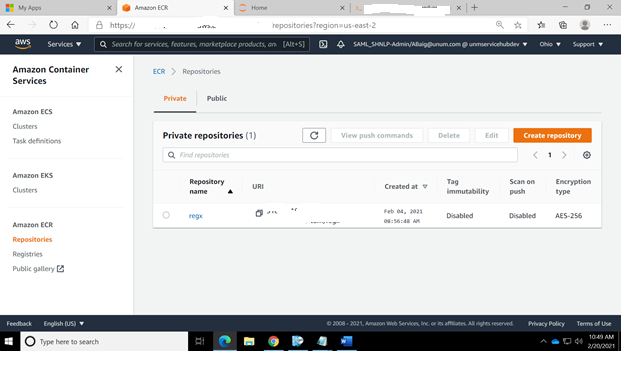 My Apps
Amazon ECR
Home
https://
repositories?region=us-east-2
aws
Services
Search for services, features, marketplace products, and
[Alt+S]
SAML_SHNLP-Admin/ABaig@unum.com @ unmservicehubdev
Ohio
Support
Amazon Container
Services
Amazon ECS
Clusters
Task definitions
Amazon EKS
Clusters
Amazon ECR
Repositories
Registries
Public gallery
ECR
Repositories
Private
Public
Private repositories (1)
View push commands
Delete
Edit
Create repository
Find repositories
1
Repository
name
URI
Created at
Tag
immutability
Scan on
push
Encryption
type
regx
Feb 04, 2021
08:56:48 AM
Disabled
Disabled
AES-256
Feedback
English (US)
© 2008 - 2021, Amazon Web Services, Inc. or its affiliates. All rights reserved.
Privacy Policy
Terms of Use
Type here to search
10:49 AM
2/20/2021